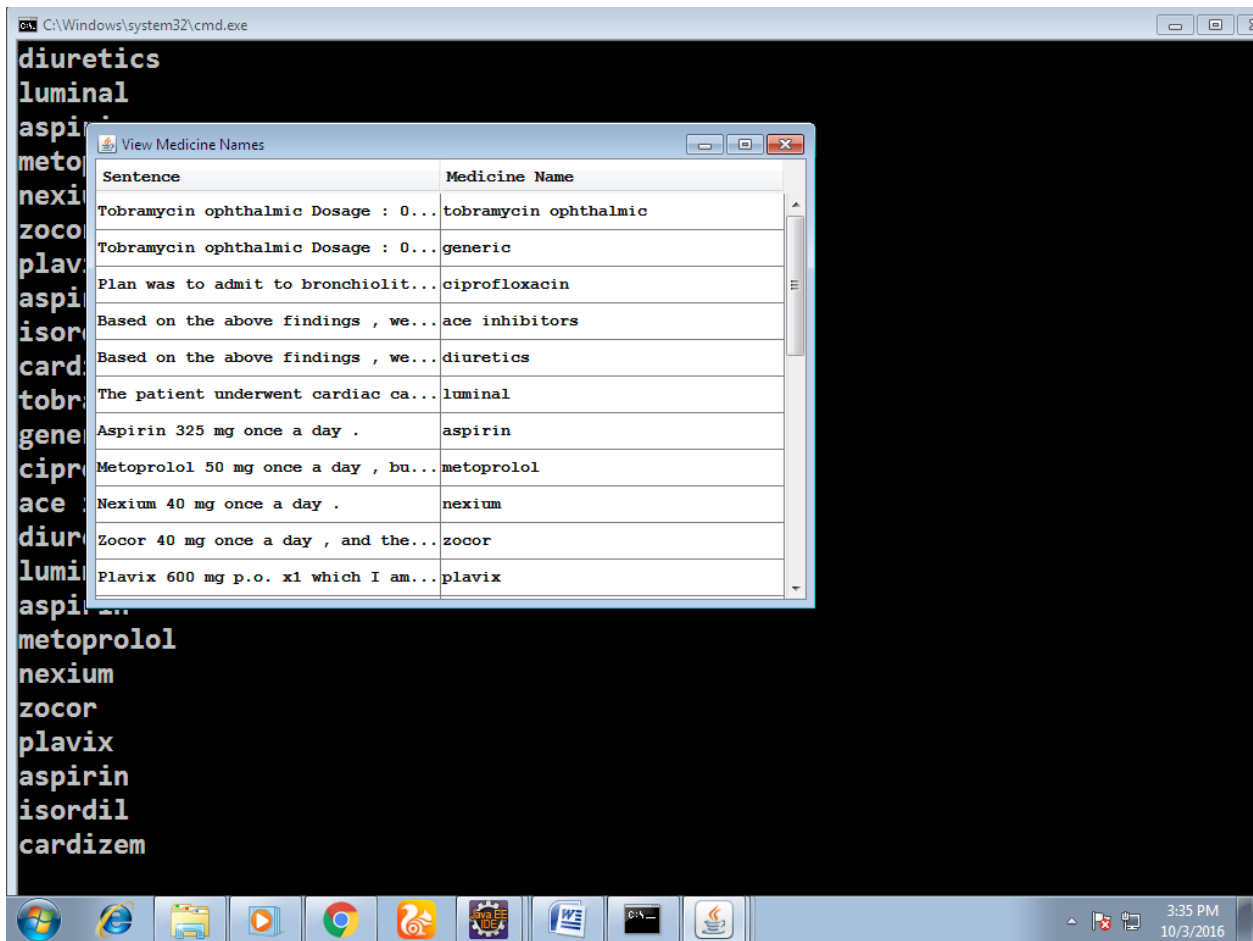 C:\Windows\system32\cmd.exe
diuretics
luminal
View Medicine Names
Sentence Medicine Name
Tobramycin ophthalmic Dosage : 0... tobramycin ophthalmic
Tobramycin ophthalmic Dosage : 0... generic
Plan was to admit to bronchiolit... ciprofloxacin
Based on the above findings , we... ace inhibitors
Based on the above findings , we... diuretics
The patient underwent cardiac ca... luminal
Aspirin 325 mg once a day . aspirin
Metoprolol 50 mg once a day , bu... metoprolol
Nexium 40 mg once a day . nexium
Zocor 40 mg once a day , and the... zocor
Plavix 600 mg p.o. x1 which I am... plavix
metoprolol
nexium
zocor
plavix
aspirin
isordil
cardizem
Java EE
IDE
C:\_
3:35 PM
10/3/2016